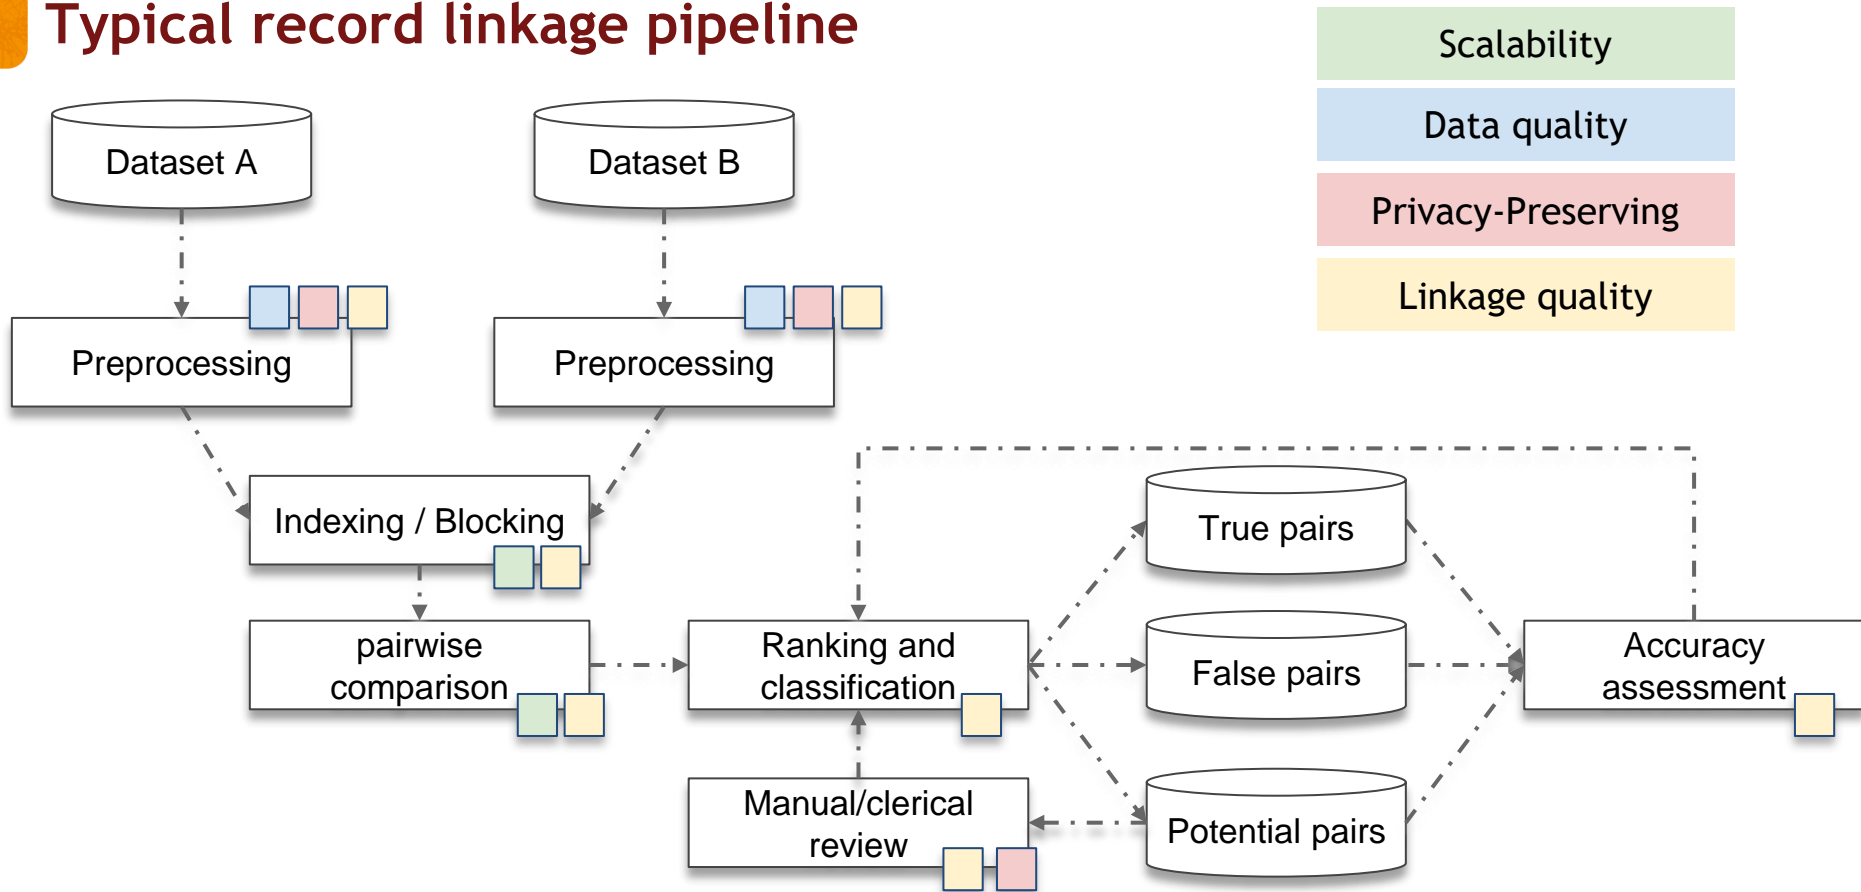 Typical record linkage pipeline
Scalability
Data quality
Privacy-Preserving
Linkage quality
Dataset A
Dataset B
Preprocessing
Preprocessing
Indexing / Blocking
pairwise
comparison
Ranking and
classification
True pairs
False pairs
Potential pairs
Accuracy
assessment
Manual/clerical
review